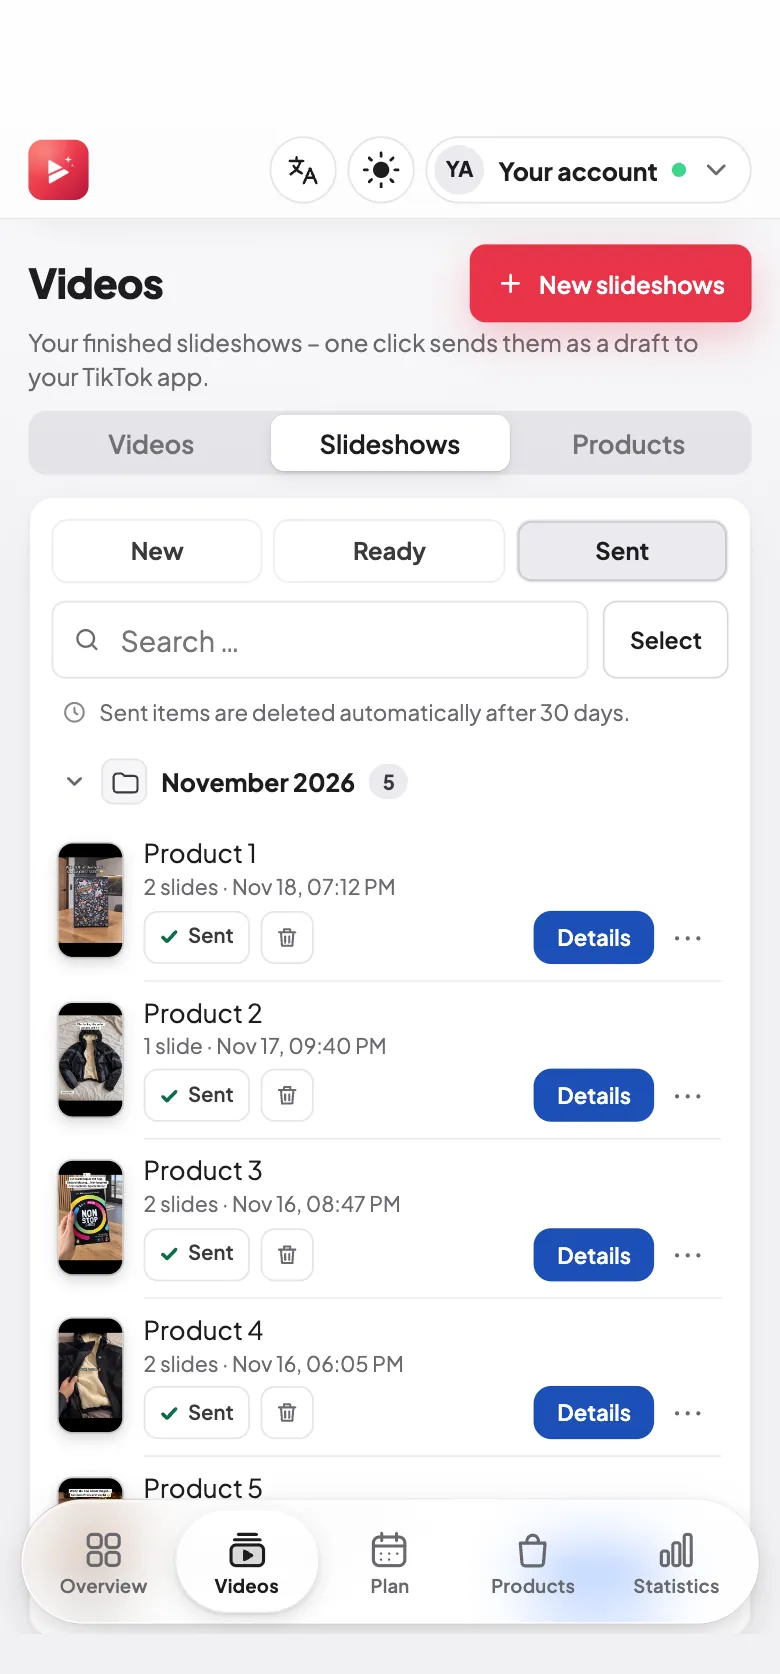 YA Your account
Videos
+ New slideshows
Your finished slideshows – one click sends them as a draft to
your TikTok app.
Videos Slideshows Products
New Ready Sent
Search ...
Select
Sent items are deleted automatically after 30 days.
November 2026 5
Product 1
2 slides · Nov 18, 07:12 PM
Sent Details ...
Product 2
1 slide · Nov 17, 09:40 PM
Sent Details ...
Product 3
2 slides · Nov 16, 08:47 PM
NON
STOP
Sent Details ...
Product 4
2 slides · Nov 16, 06:05 PM
Sent Details ...
Product 5
Overview Videos Plan Products Statistics